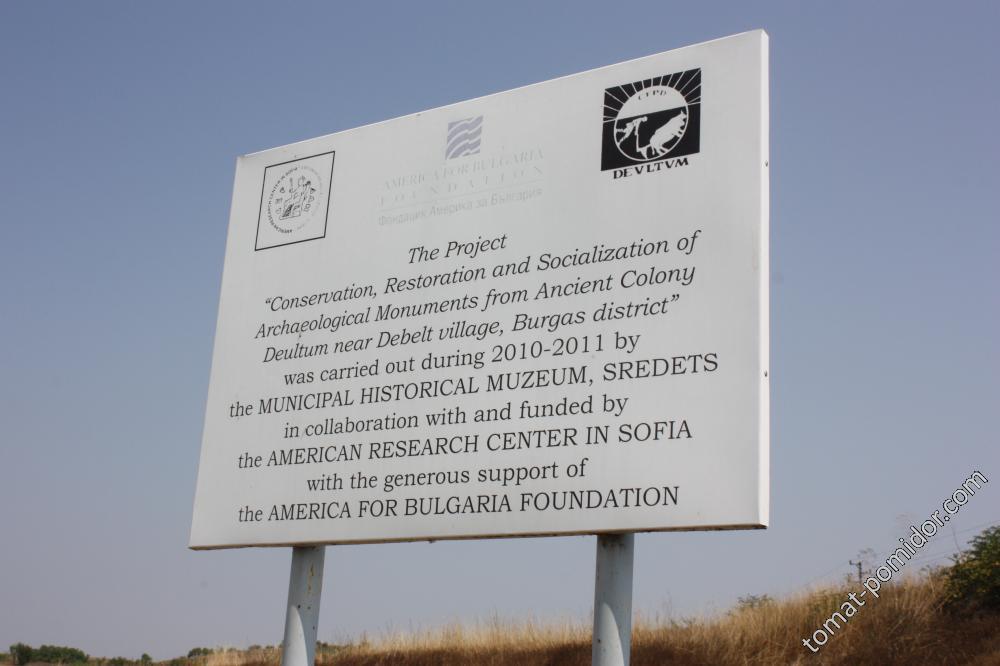 AMERICA FOR BULGARIA
FOUNDATION
Фондация Америка за България
CFPD
DEVLTVM
The Project
"Conservation, Restoration and Socialization of
Archaeological Monuments from Ancient Colony
Deultum near Debelt village, Burgas district"
was carried out during 2010-2011 by
the MUNICIPAL HISTORICAL MUZEUM, SREDETS
in collaboration with and funded by
the AMERICAN RESEARCH CENTER IN SOFIA
with the generous support of
the AMERICA FOR BULGARIA FOUNDATION
tomat-pomidor.com